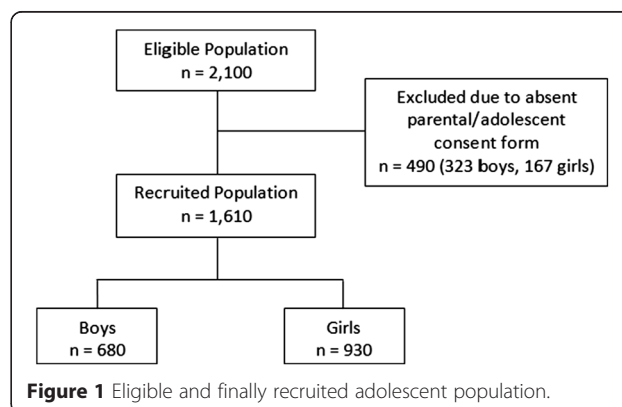 Eligible Population
n = 2,100
Excluded due to absent
parental/adolescent
consent form
n = 490 (323 boys, 167 girls)
Recruited Population
n = 1,610
Boys
n = 680
Girls
n = 930
Figure 1 Eligible and finally recruited adolescent population.